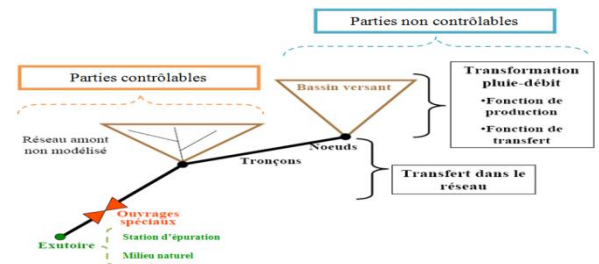 Parties non contrôlables
Parties contrôlables
Transformation
pluie-débit
•Fonction de
production
•Fonction de
transfert
Bassin versant
Réseau amont
non modélisé
Noeuds
Tronçons
Transfert dans le
réseau
Ouvrages
spéciaux
Exutoire
Station d'épuration
Milieu naturel